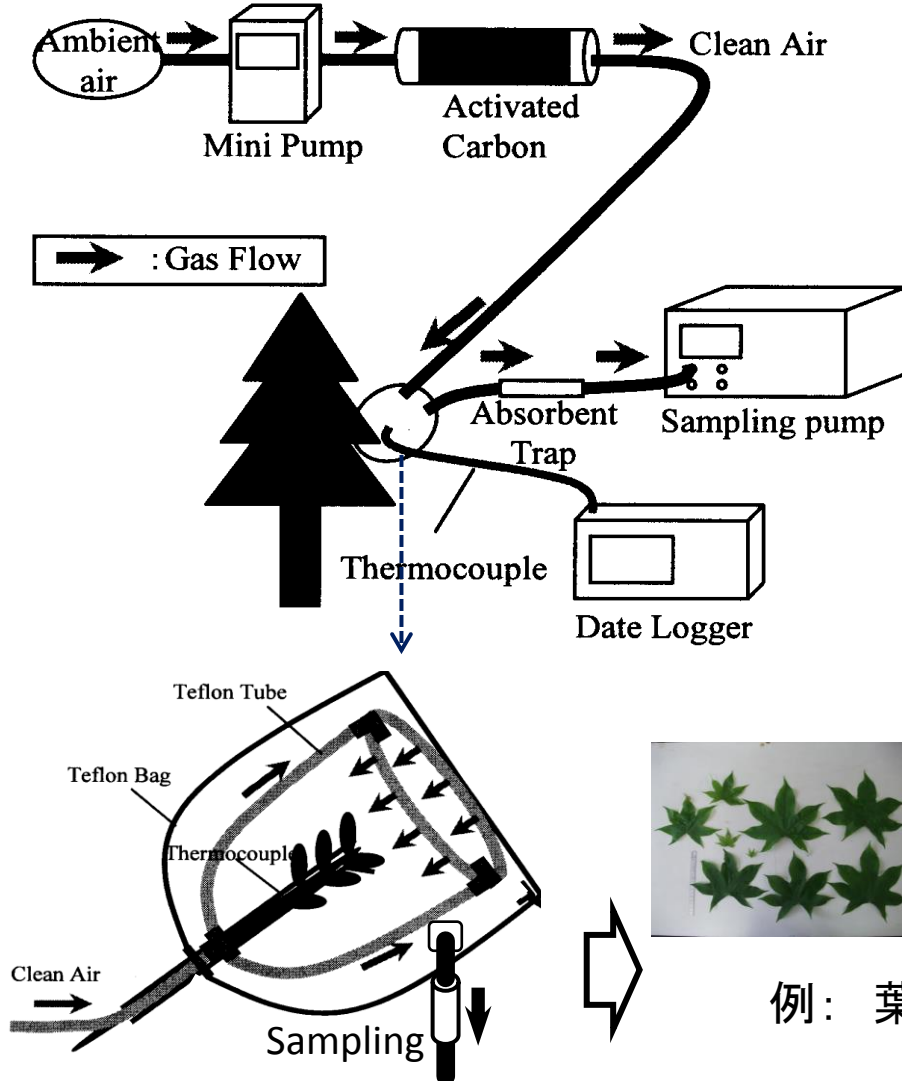 Ambient
air
Mini Pump
Activated
Carbon
Clean Air
: Gas Flow
Absorbent
Trap
Sampling pump
Thermocouple
Date Logger
Teflon Tube
Teflon Bag
Thermocouple
Clean Air
Sampling
例： 葉